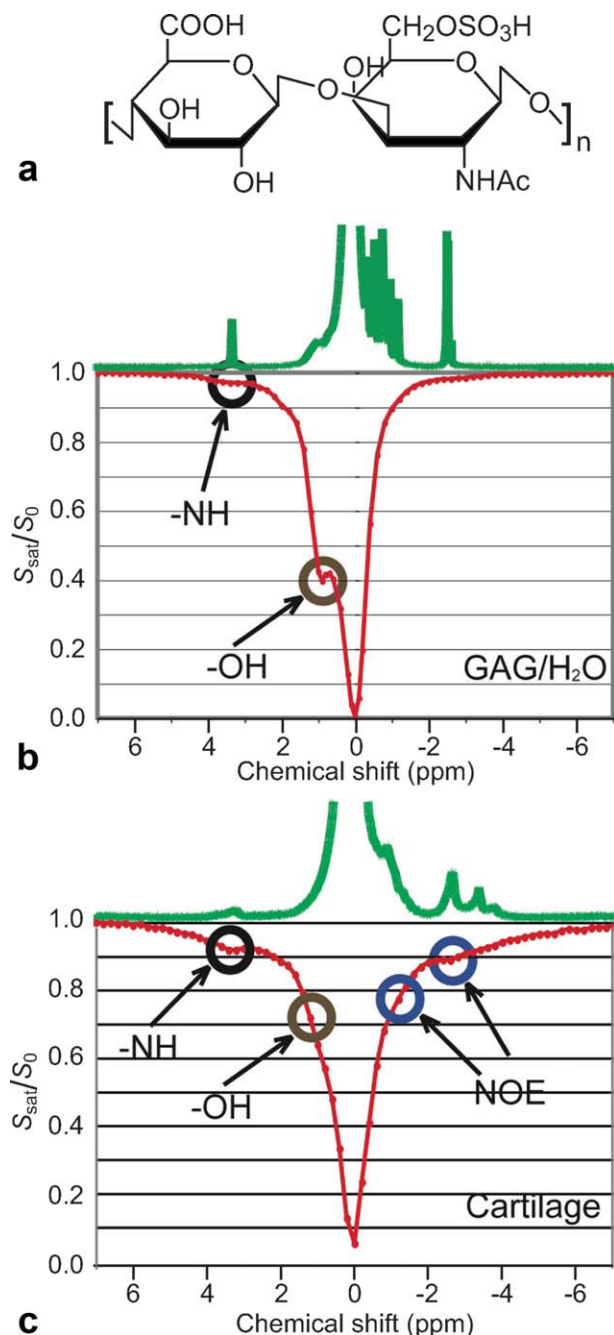 COOH
CH2OSO3H
O
OH
O
OH
O
O
OH
NHAc
[ ]n
a
-NH
-OH
GAG/H2O
Ssat/S0
1.0
0.8
0.6
0.4
0.2
0.0
6 4 2 0 -2 -4 -6
Chemical shift (ppm)
b
-NH
-OH
NOE
Cartilage
Ssat/S0
1.0
0.8
0.6
0.4
0.2
0.0
6 4 2 0 -2 -4 -6
Chemical shift (ppm)
c